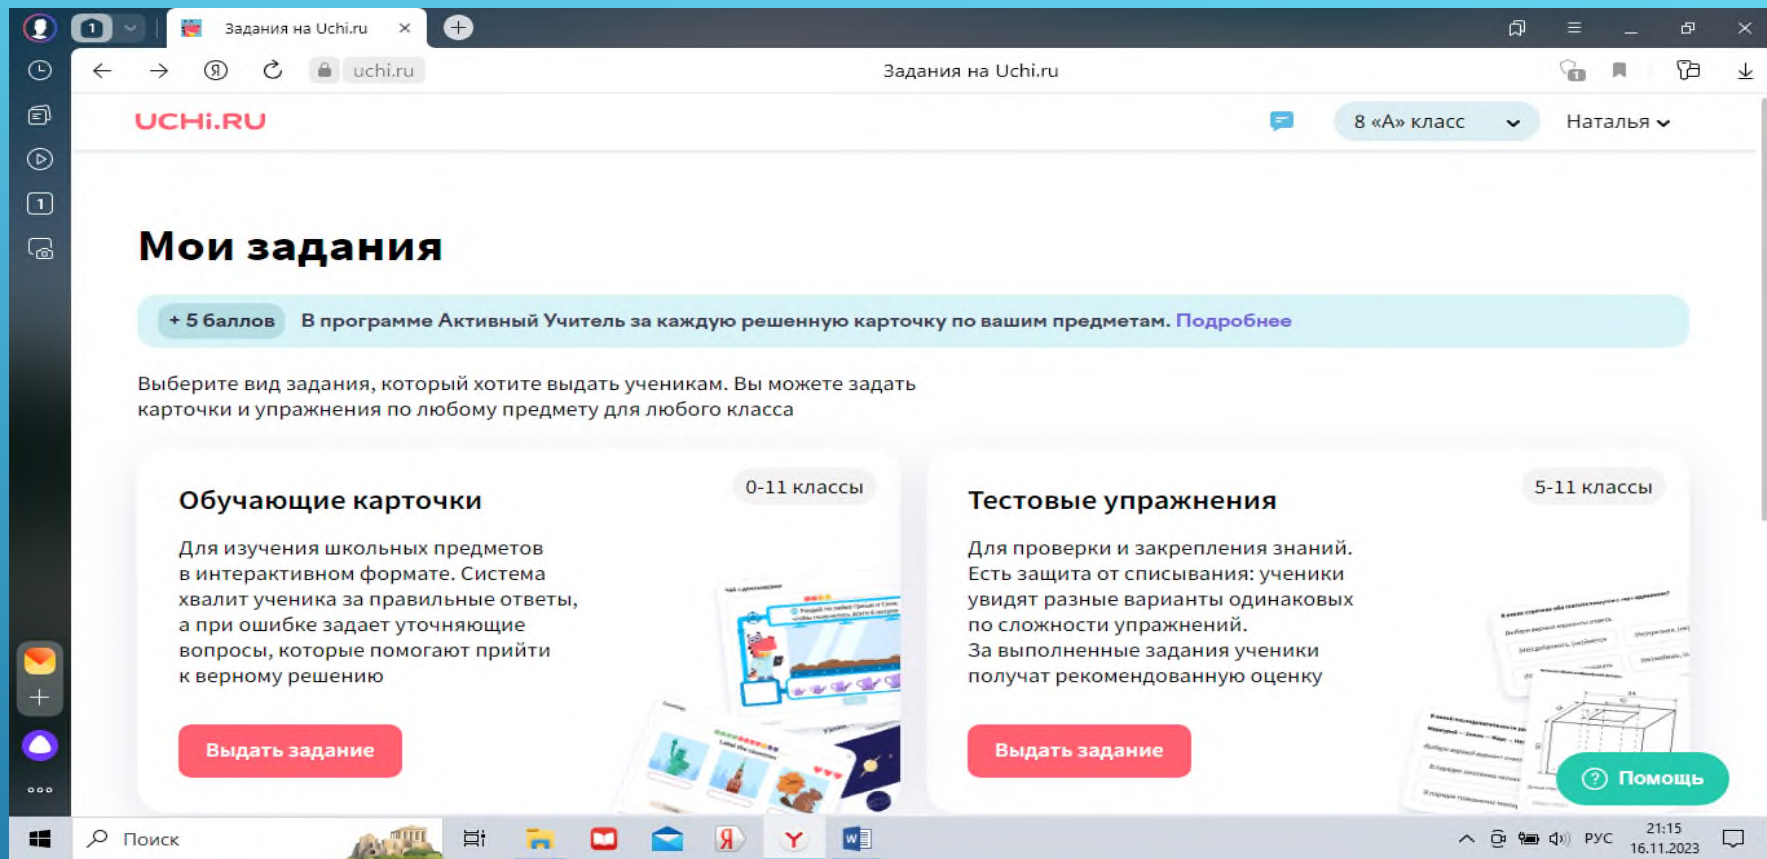 1
Задания на Uchi.ru
uchi.ru
Задания на Uchi.ru
1
1
UCHi.RU
8 «А» класс
Наталья
Мои задания
+ 5 баллов В программе Активный Учитель за каждую решенную карточку по вашим предметам. Подробнее
Выберите вид задания, который хотите выдать ученикам. Вы можете задать
карточки и упражнения по любому предмету для любого класса
Обучающие карточки
0-11 классы
Для изучения школьных предметов
в интерактивном формате. Система
хвалит ученика за правильные ответы,
а при ошибке задает уточняющие
вопросы, которые помогают прийти
к верному решению
Выдать задание
Label the
Тестовые упражнения
5-11 классы
Для проверки и закрепления знаний.
Есть защита от списывания: ученики
увидят разные варианты одинаковых
по сложности упражнений.
За выполненные задания ученики
получат рекомендованную оценку
Выдать задание
Помощь
Поиск
РУС
21:15
16.11.2023